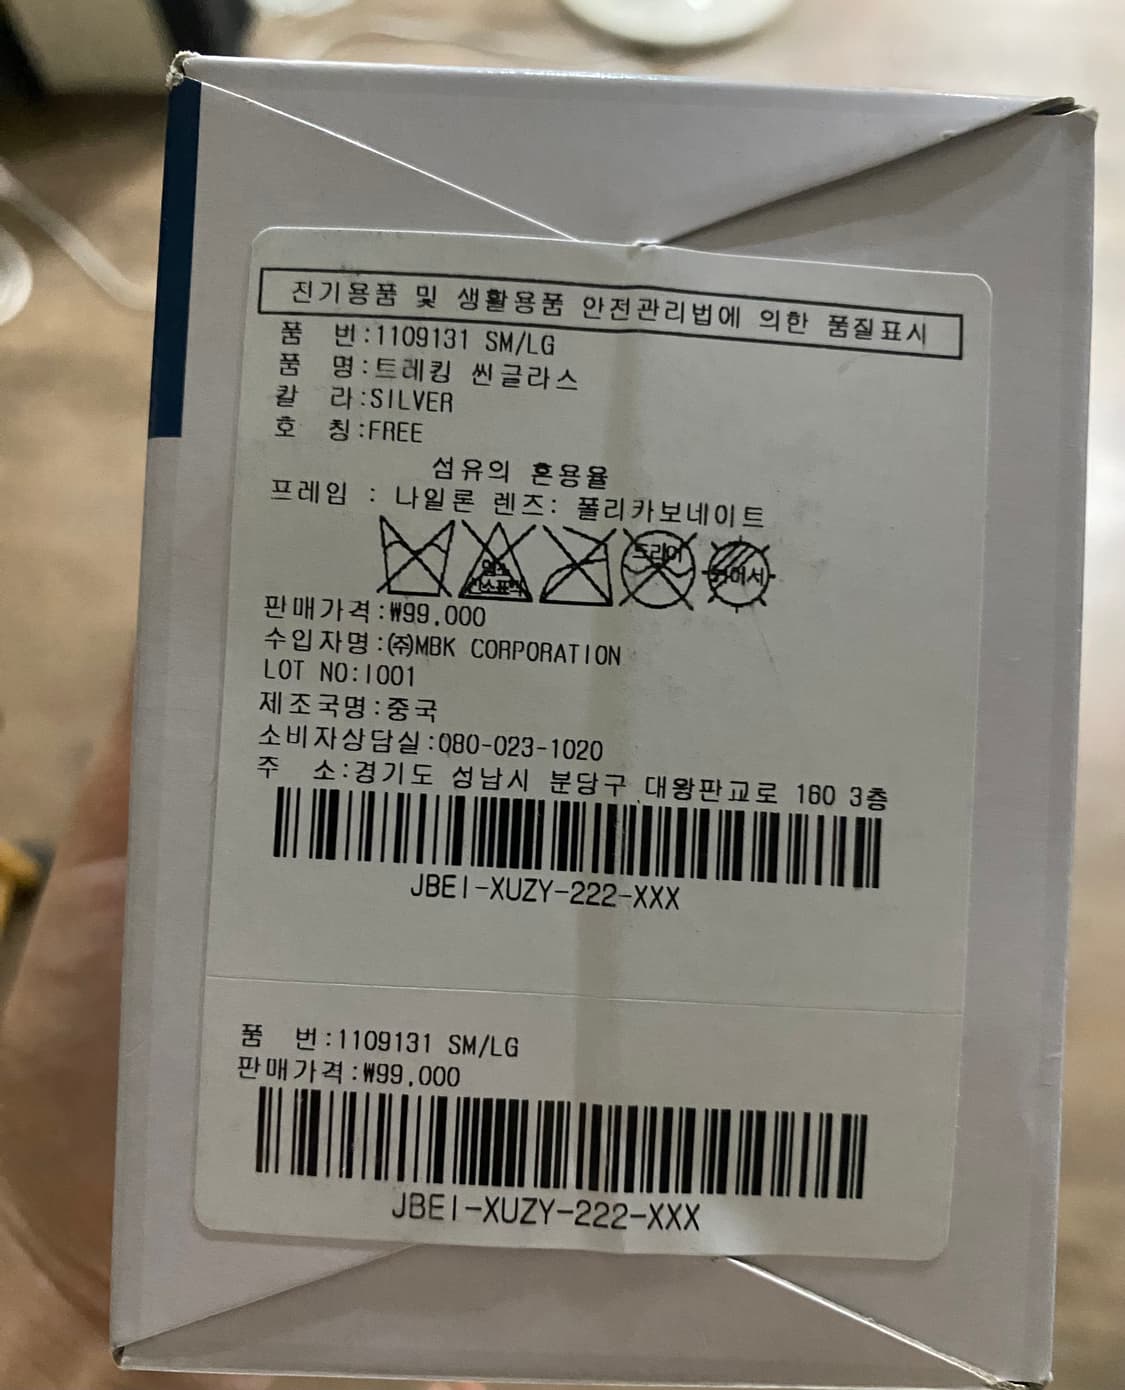 전기용품 및 생활용품 안전관리법에 의한 품질표시
품 번:1109131 SM/LG
품 명:트레킹 씬글라스
칼 라:SILVER
호 칭:FREE
섬유의 혼용율
프레임 : 나일론 렌즈: 폴리카보네이트
염소
산소표백
드라이
판매가격:₩99,000
수입자명:㈜MBK CORPORATION
LOT NO:I001
제조국명:중국
소비자상담실:080-023-1020
주 소:경기도 성남시 분당구 대왕판교로 160 3층
JBEI-XUZY-222-XXX
품 번:1109131 SM/LG
판매가격:₩99,000
JBEI-XUZY-222-XXX